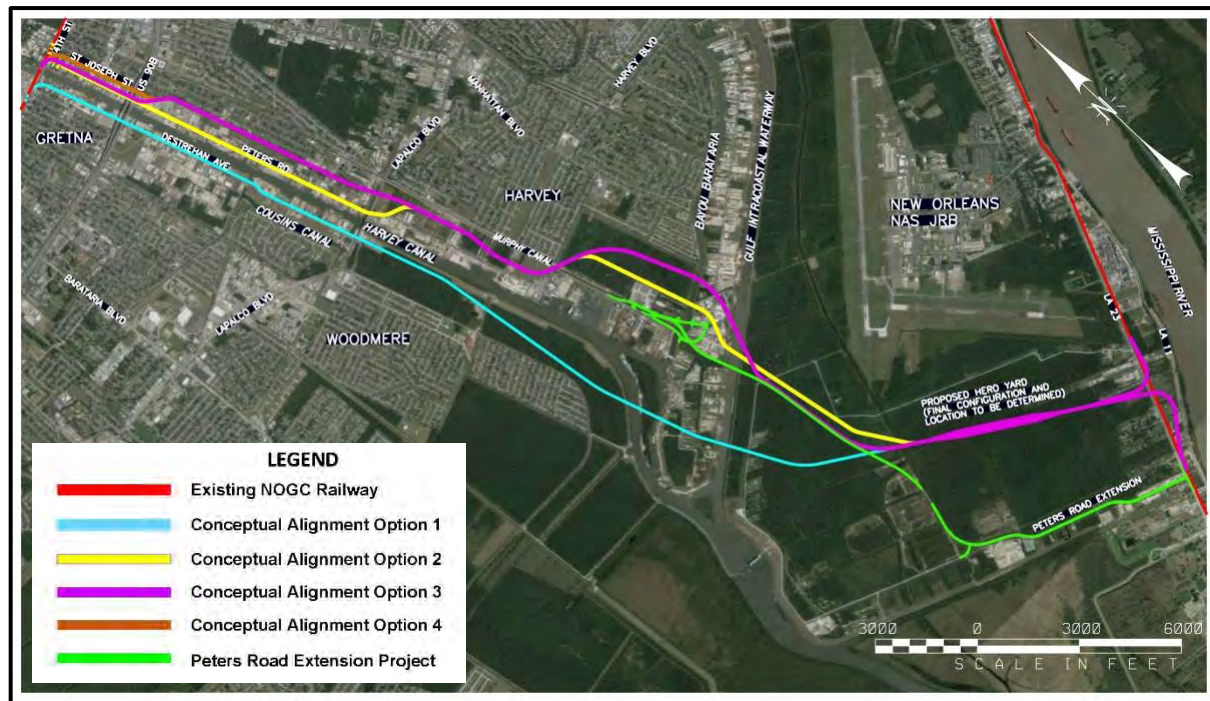 4TH ST
ST JOSEPH ST
US 90B
GRETNA
DESTREHAN AVE
PETERS RD
LAPALCO BLVD
MANHATTAN BLVD
HARVEY BLVD
HARVEY
COUSINS CANAL
HARVEY CANAL
MURPHY CANAL
BAYOU BARATARIA
GULF INTRACOASTAL WATERWAY
NEW ORLEANS
NAS JRB
N
MISSISSIPPI RIVER
LA 23
LA 11
BARATARIA BLVD
LAPALCO BLVD
WOODMERE
PROPOSED HERO YARD
(FINAL CONFIGURATION AND
LOCATION TO BE DETERMINED)
PETERS ROAD EXTENSION
LEGEND
Existing NOGC Railway
Conceptual Alignment Option 1
Conceptual Alignment Option 2
Conceptual Alignment Option 3
Conceptual Alignment Option 4
Peters Road Extension Project
3000 0 3000 6000
SCALE IN FEET